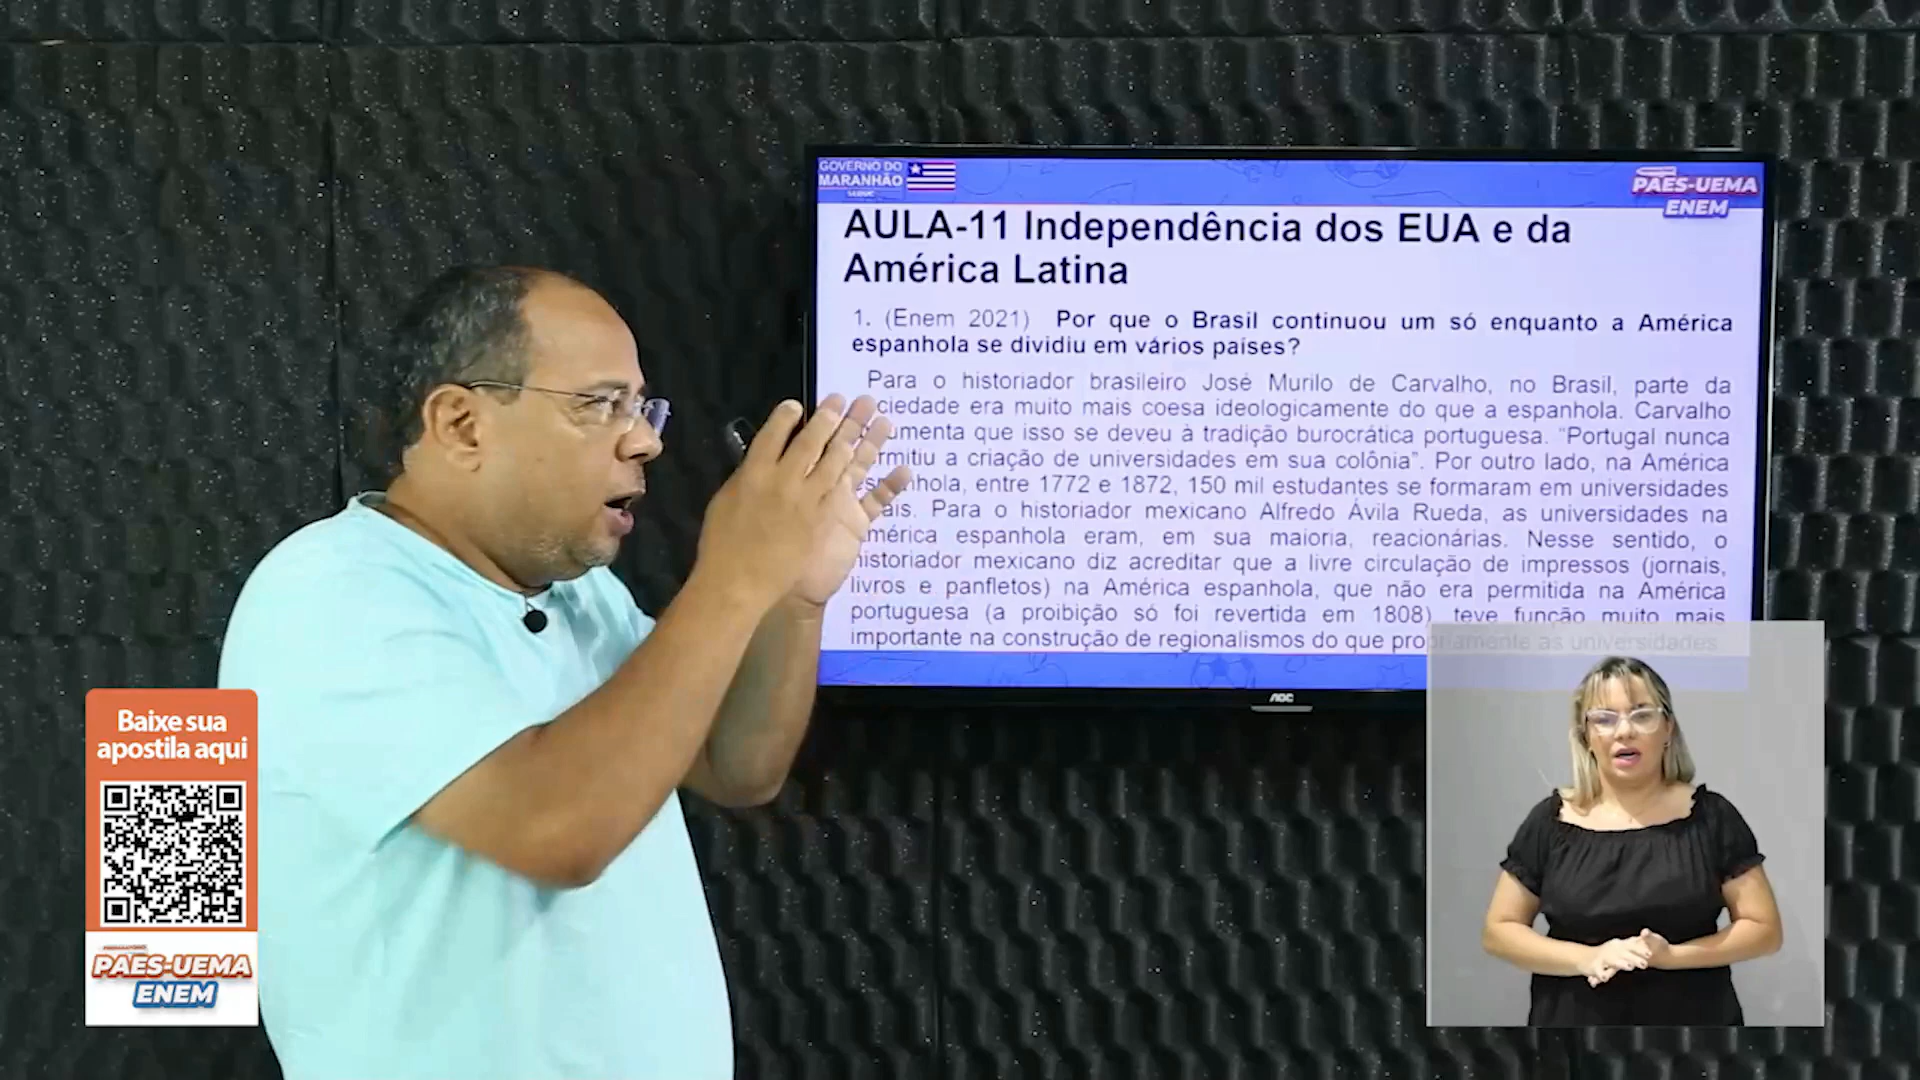 GOVERNO DO
MARANHÃO
PAES-UEMA
ENEM
AULA-11 Independência dos EUA e da
América Latina
1. (Enem 2021) Por que o Brasil continuou um só enquanto a América
espanhola se dividiu em vários países?
Para o historiador brasileiro José Murilo de Carvalho, no Brasil, parte da
ciedade era muito mais coesa ideologicamente do que a espanhola. Carvalho
umenta que isso se deveu à tradição burocrática portuguesa. “Portugal nunca
rmitiu a criação de universidades em sua colônia”. Por outro lado, na América
nhola, entre 1772 e 1872, 150 mil estudantes se formaram em universidades
ais. Para o historiador mexicano Alfredo Ávila Rueda, as universidades na
mérica espanhola eram, em sua maioria, reacionárias. Nesse sentido, o
historiador mexicano diz acreditar que a livre circulação de impressos (jornais,
livros e panfletos) na América espanhola, que não era permitida na América
portuguesa (a proibição só foi revertida em 1808), teve função muito mais
importante na construção de regionalismos do que propriamente as universidades
AOC
Baixe sua
apostila aqui
PAES-UEMA
ENEM